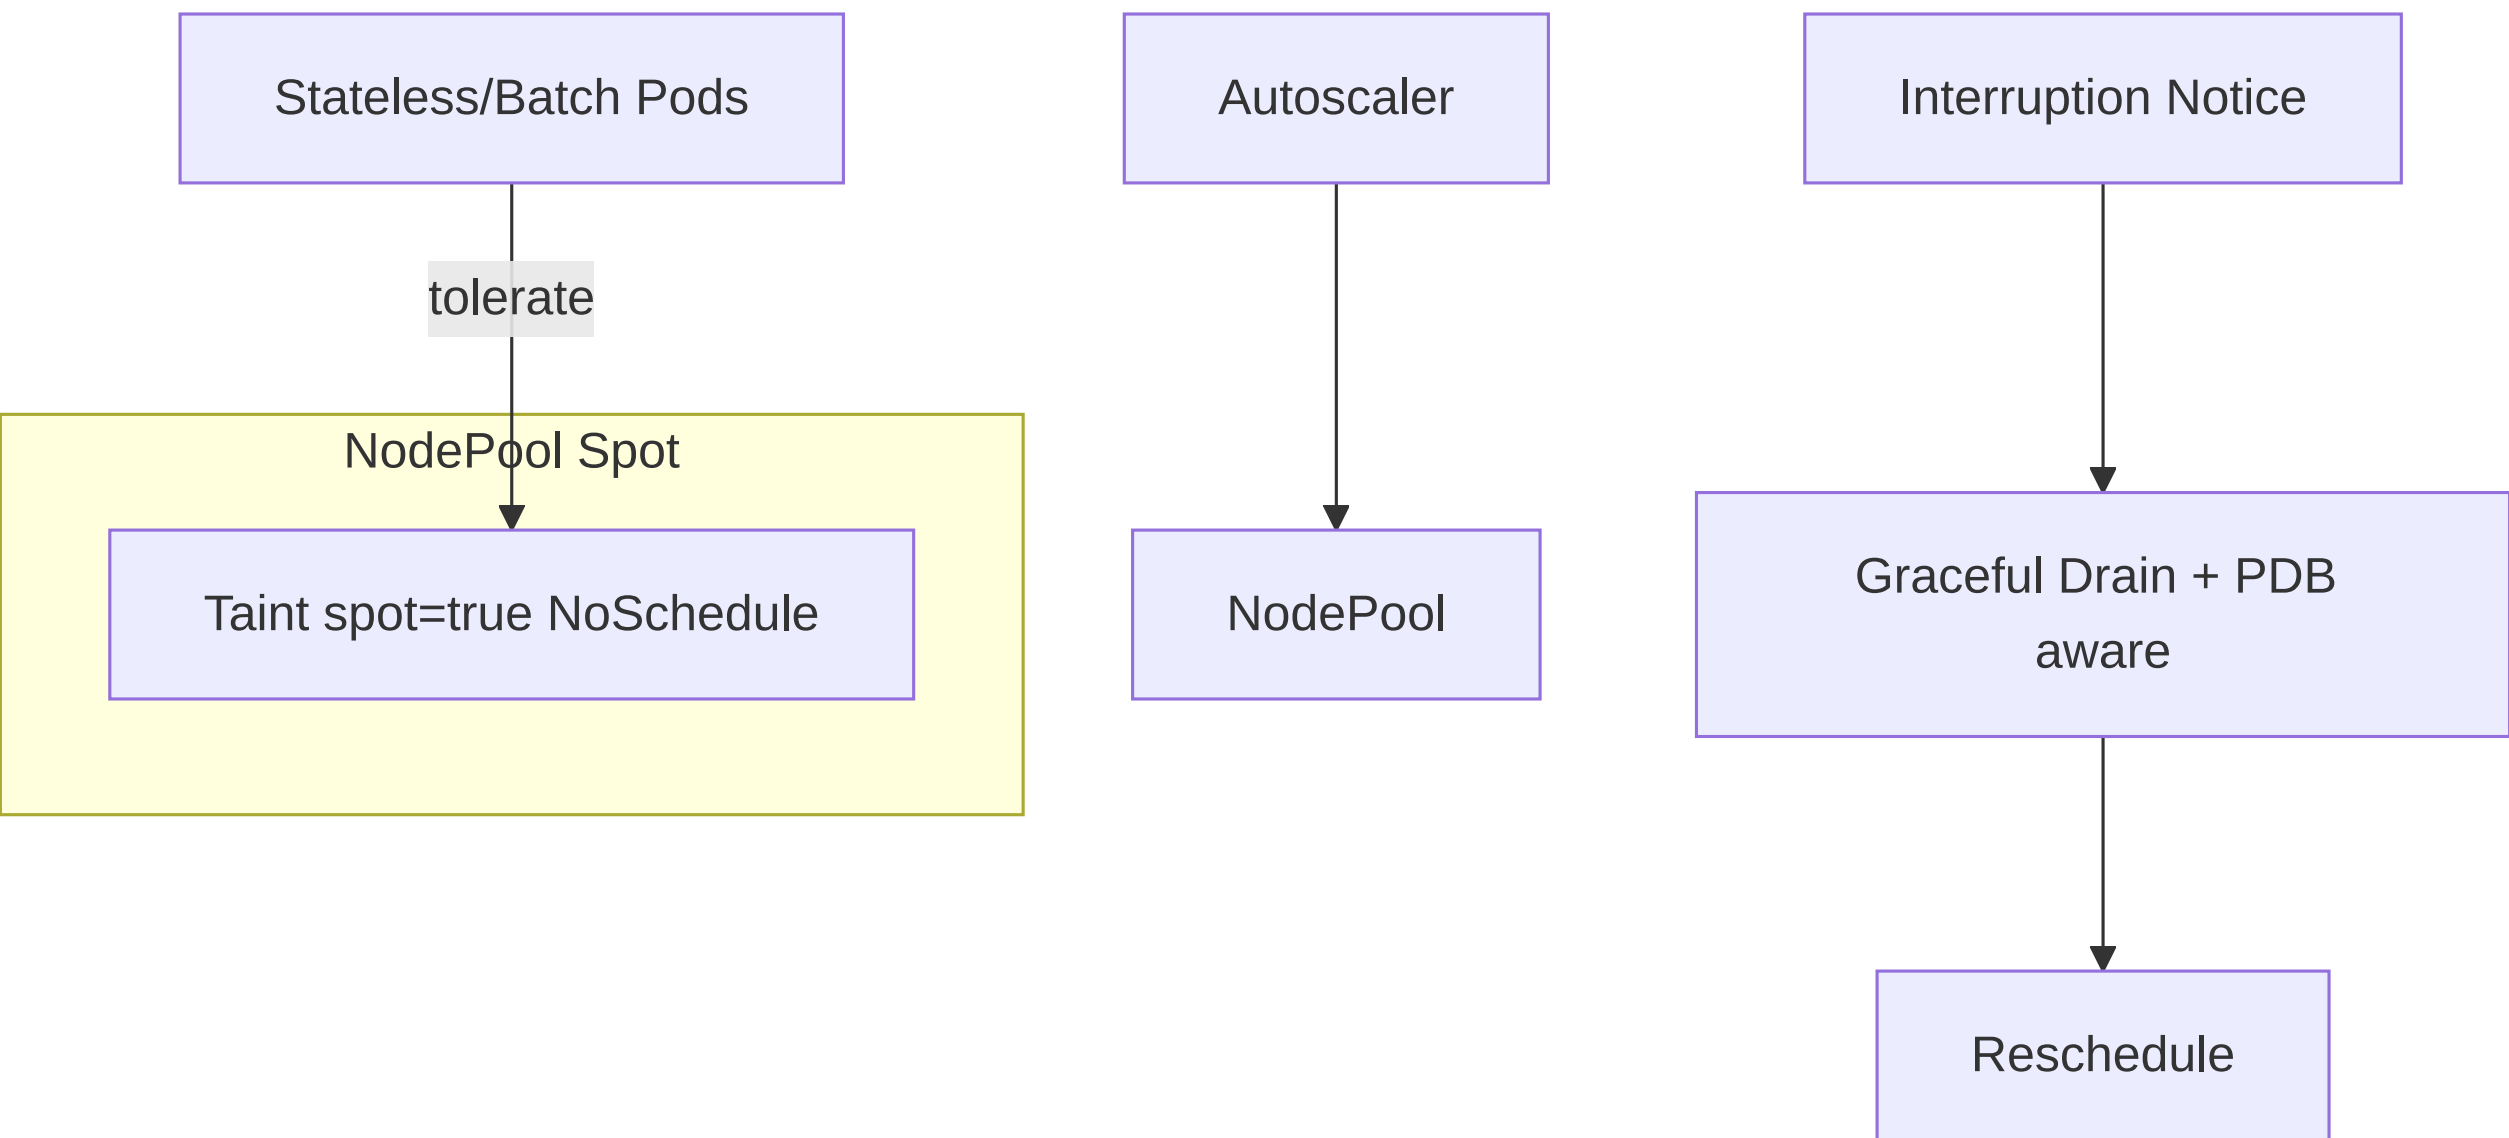 Stateless/Batch Pods
Autoscaler
Interruption Notice
tolerate
NodePool Spot
Taint spot=true NoSchedule
NodePool
Graceful Drain + PDB
aware
Reschedule